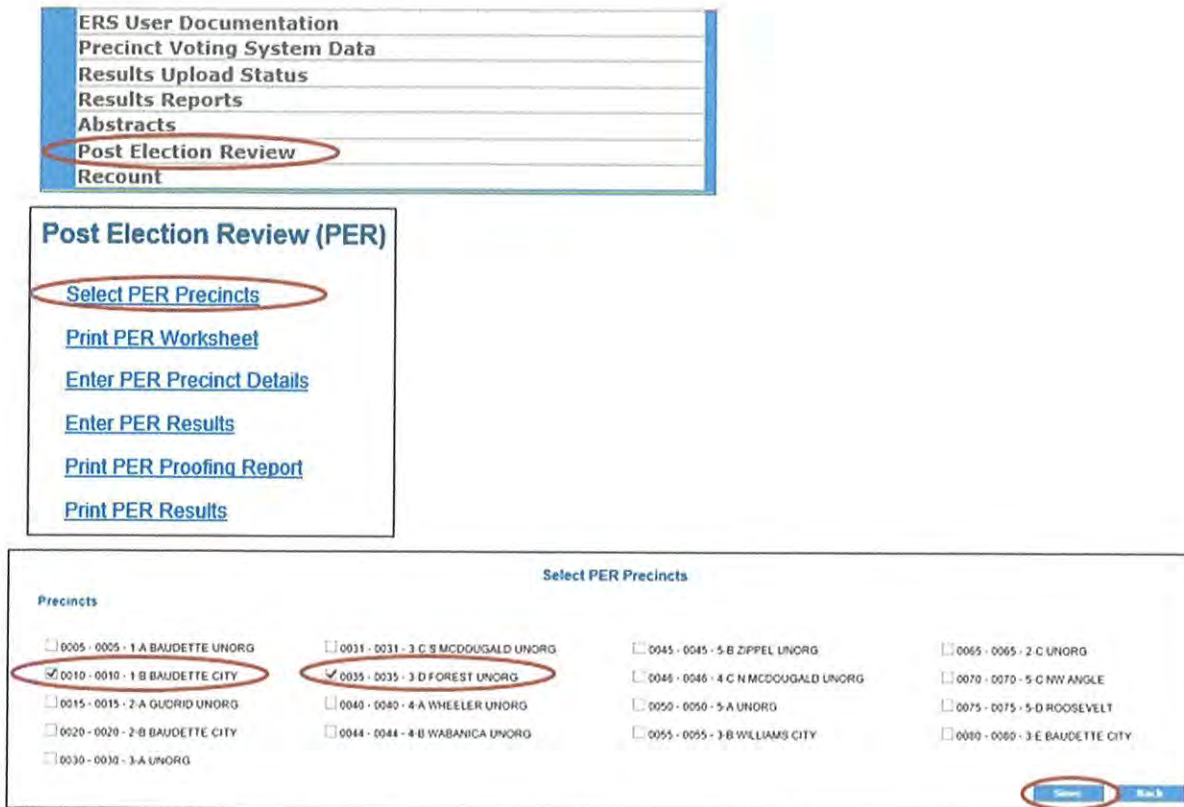 ERS User Documentation
Precinct Voting System Data
Results Upload Status
Results Reports
Abstracts
Post Election Review
Recount
Post Election Review (PER)
Select PER Precincts
Print PER Worksheet
Enter PER Precinct Details
Enter PER Results
Print PER Proofing Report
Print PER Results
Select PER Precincts
Precincts
0005 - 0005 - 1-A BAUDETTE UNORG
0031 - 0031 - 3 C S MCDOUGALD UNORG
0045 - 0045 - 5-B ZIPPEL UNORG
0065 - 0065 - 2-C UNORG
0010 - 0010 - 1-B BAUDETTE CITY
0035 - 0035 - 3 D FOREST UNORG
0046 - 0046 - 4 C N MCDOUGALD UNORG
0070 - 0070 - 5-C NW ANGLE
0015 - 0015 - 2-A GUDRID UNORG
0040 - 0040 - 4-A WHEELER UNORG
0050 - 0050 - 5-A UNORG
0075 - 0075 - 5-D ROOSEVELT
0020 - 0020 - 2-B BAUDETTE CITY
0044 - 0044 - 4-B WABANICA UNORG
0055 - 0055 - 3-B WILLIAMS CITY
0080 - 0080 - 3-E BAUDETTE CITY
0030 - 0030 - 3-A UNORG
Save
Back